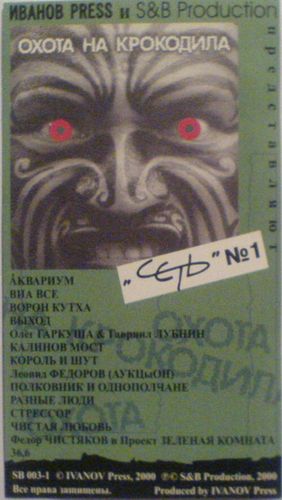 ИВАНОВ PRESS и S&B Production
представляют
ОХОТА НА КРОКОДИЛА
"СЕТЬ" №1
АКВАРИУМ
ВИА ВСЕ
ВОРОН КУТХА
ВЫХОД
Олег ГАРКУША & Гавриил ЛУБНИН
КАЛИНОВ МОСТ
КОРОЛЬ И ШУТ
Леонид ФЕДОРОВ (АУКЦЫОН)
ПОЛКОВНИК И ОДНОПОЛЧАНЕ
РАЗНЫЕ ЛЮДИ
СТРЕССОР
ЧИСТАЯ ЛЮБОВЬ
Федор ЧИСТЯКОВ и Проект ЗЕЛЕНАЯ КОМНАТА
36,6
ОХОТА
КРОКОДИЛА
ОХОТА
SB 003-1 © IVANOV Press, 2000 ℗ © S&B Production, 2000
Все права защищены. Produced by IVANOV Press